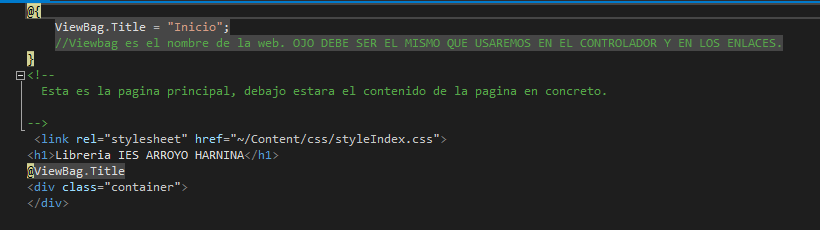 @{
ViewBag.Title = "Inicio";
//Viewbag es el nombre de la web. OJO DEBE SER EL MISMO QUE USAREMOS EN EL CONTROLADOR Y EN LOS ENLACES.
}
<!--
Esta es la pagina principal, debajo estara el contenido de la pagina en concreto.
-->
<link rel="stylesheet" href="~/Content/css/styleIndex.css">
<h1>Libreria IES ARROYO HARNINA</h1>
@ViewBag.Title
<div class="container">
</div>